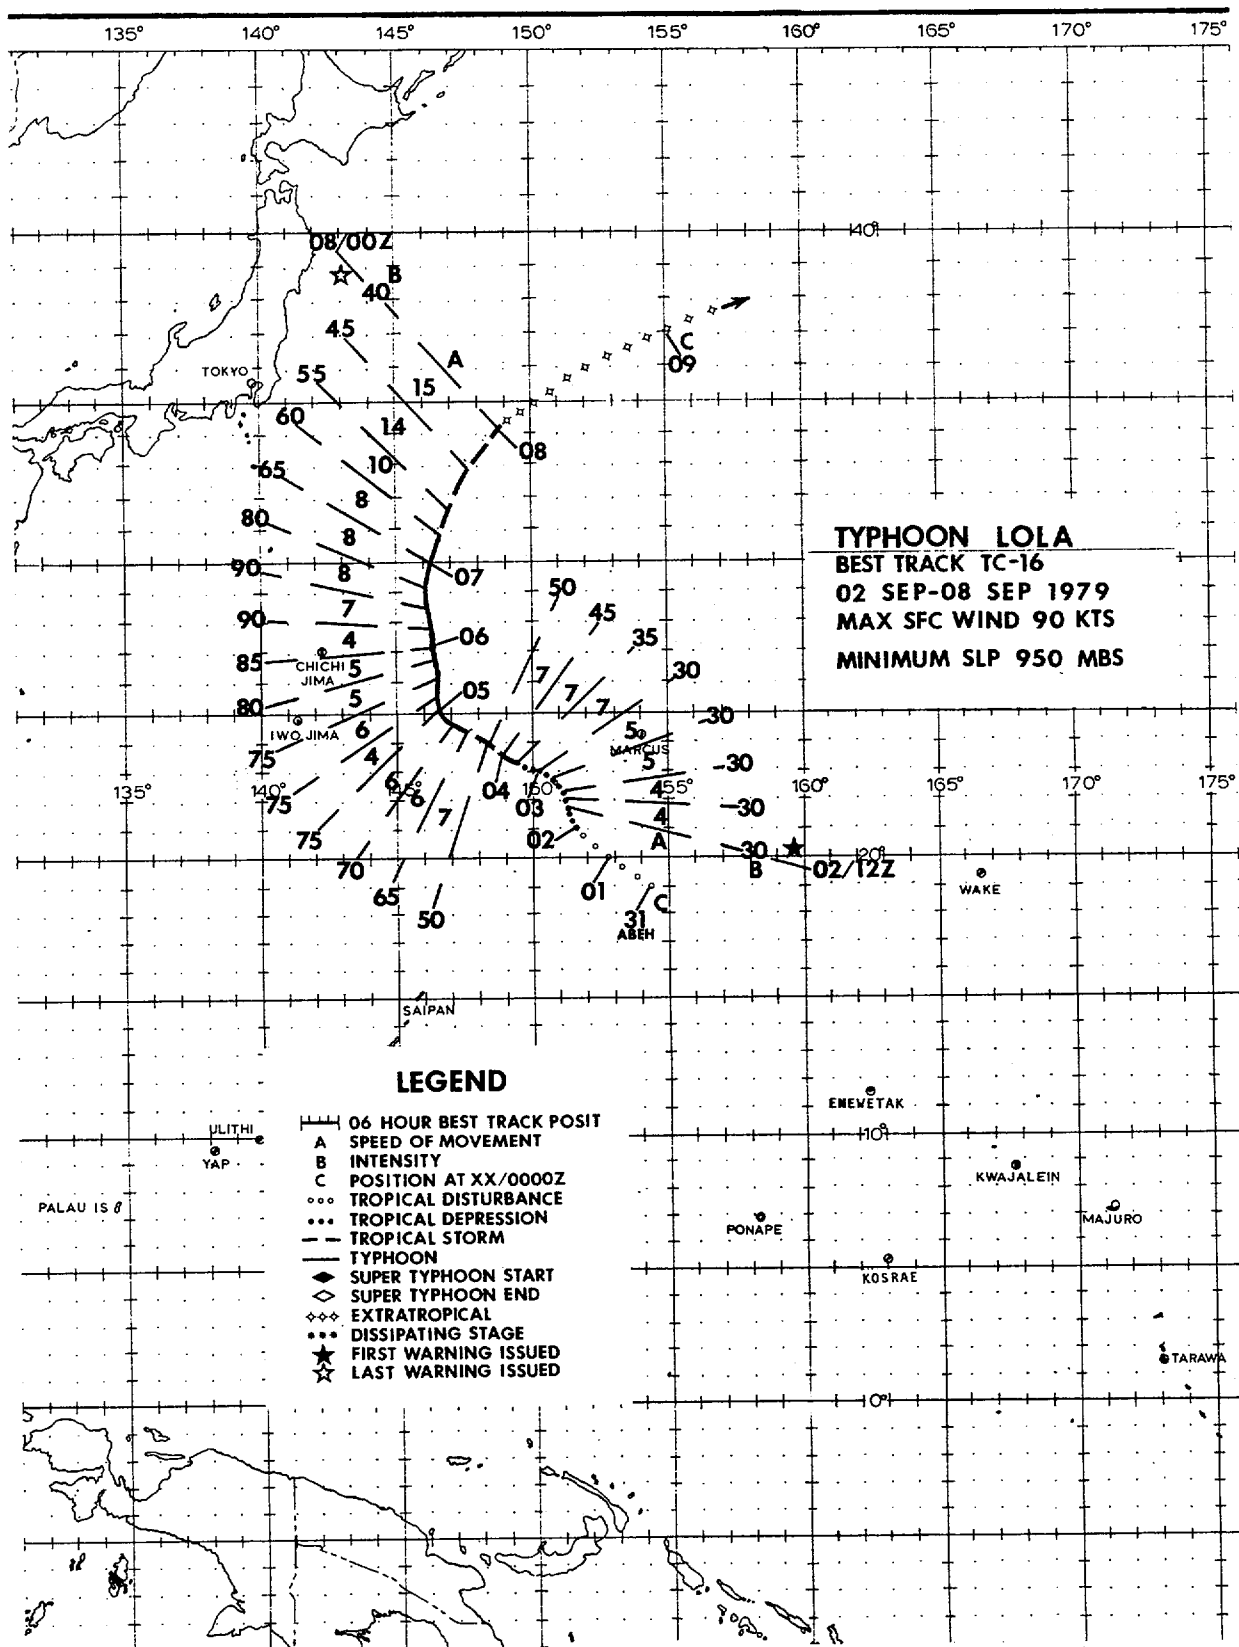 135° 140° 145° 150° 155° 160° 165° 170° 175°
08/00Z
40°
B
40
45
A
C
09
TOKYO
55
15
60
14
08
10
65
8
80
8
TYPHOON LOLA
BEST TRACK TC-16
02 SEP-08 SEP 1979
MAX SFC WIND 90 KTS
MINIMUM SLP 950 MBS
90
8
07
50
7
45
90
4
06
35
85
CHICHI
JIMA
5
7
30
80
5
05
7
7
30
IWO JIMA
6
5
MARCUS
75
4
5
30
135° 140° 145° 150° 155° 160° 165° 170° 175°
6
04
4
75
6
03
30
7
4
75
02
A
30
20°
70
B
02/12Z
65
01
C
WAKE
50
31
ABEH
SAIPAN
LEGEND
06 HOUR BEST TRACK POSIT
A SPEED OF MOVEMENT
B INTENSITY
C POSITION AT XX/0000Z
TROPICAL DISTURBANCE
TROPICAL DEPRESSION
TROPICAL STORM
TYPHOON
SUPER TYPHOON START
SUPER TYPHOON END
EXTRATROPICAL
DISSIPATING STAGE
FIRST WARNING ISSUED
LAST WARNING ISSUED
ENEWETAK
ULITHI
10°
YAP
KWAJALEIN
PALAU IS
PONAPE
MAJURO
KOSRAE
TARAWA
0°